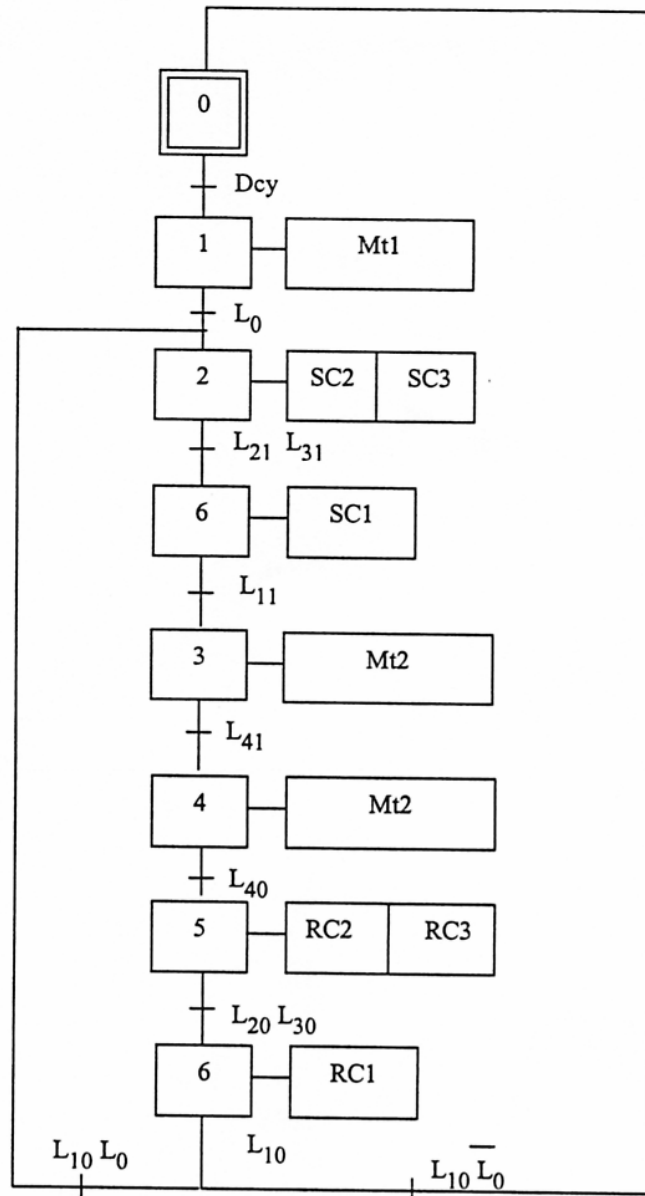 0
Dcy
1 Mt1
L₀
2 SC2 SC3
L₂₁ L₃₁
6 SC1
L₁₁
3 Mt2
L₄₁
4 Mt2
L₄₀
5 RC2 RC3
L₂₀ L₃₀
6 RC1
L₁₀
L₁₀ L₀
L₁₀ L̅₀